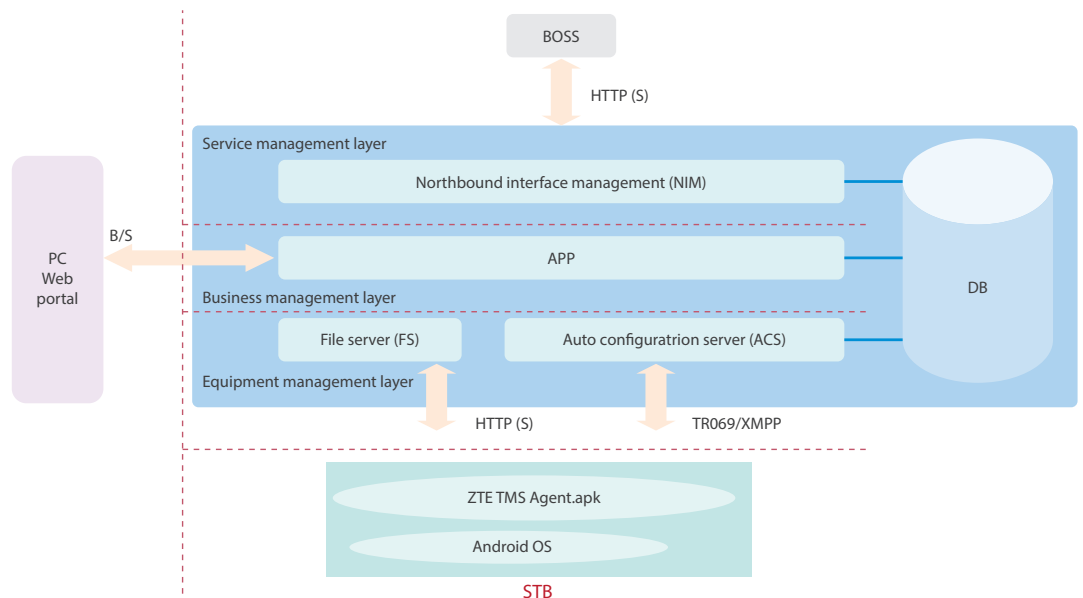 BOSS
HTTP (S)
Service management layer
Northbound interface management (NIM)
B/S
PC
Web
portal
APP
DB
Business management layer
File server (FS)
Auto configuratrion server (ACS)
Equipment management layer
HTTP (S)
TR069/XMPP
ZTE TMS Agent.apk
Android OS
STB